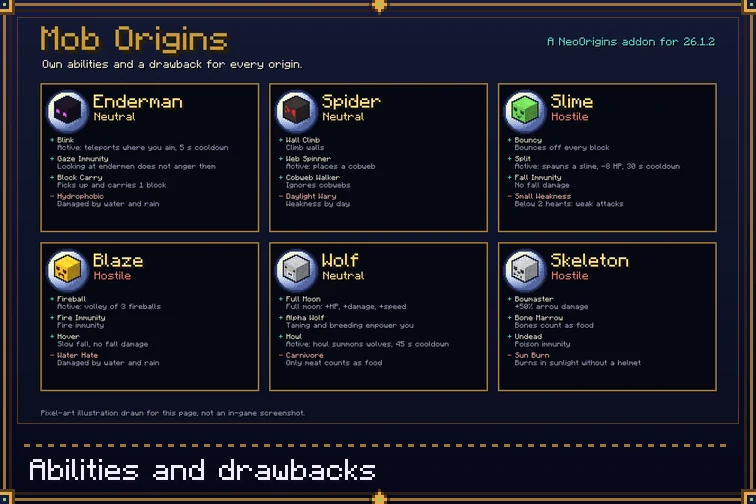 Mob Origins
A NeoOrigins addon for 26.1.2
Own abilities and a drawback for every origin.
Enderman
Neutral
+ Blink
Active: teleports where you aim, 5 s cooldown
+ Gaze Immunity
Looking at endermen does not anger them
+ Block Carry
Picks up and carries 1 block
- Hydrophobic
Damaged by water and rain
Spider
Neutral
+ Wall Climb
Climb walls
+ Web Spinner
Active: places a cobweb
+ Cobweb Walker
Ignores cobwebs
- Daylight Wary
Weakness by day
Slime
Hostile
+ Bouncy
Bounces off every block
+ Split
Active: spawns a slime, -8 HP, 30 s cooldown
+ Fall Immunity
No fall damage
- Small Weakness
Below 2 hearts: weak attacks
Blaze
Hostile
+ Fireball
Active: volley of 3 fireballs
+ Fire Immunity
Fire immunity
+ Hover
Slow fall, no fall damage
- Water Hate
Damaged by water and rain
Wolf
Neutral
+ Full Moon
Full moon: +HP, +damage, +speed
+ Alpha Wolf
Taming and breeding empower you
+ Howl
Active: howl summons wolves, 45 s cooldown
- Carnivore
Only meat counts as food
Skeleton
Hostile
+ Bowmaster
+50% arrow damage
+ Bone Marrow
Bones count as food
+ Undead
Poison immunity
- Sun Burn
Burns in sunlight without a helmet
Pixel-art illustration drawn for this page, not an in-game screenshot.
Abilities and drawbacks